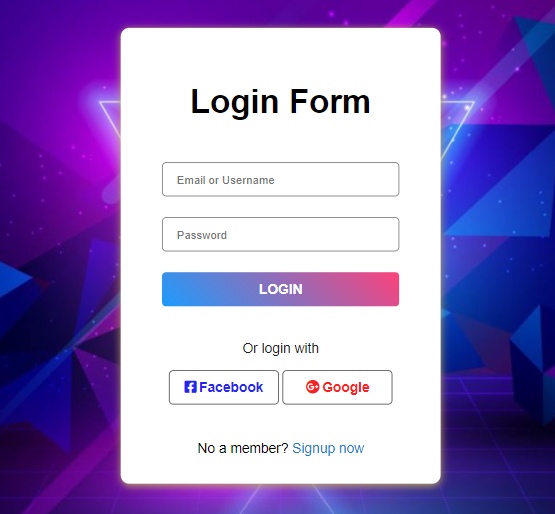 Login Form
Email or Username
Password
LOGIN
Or login with
Facebook Google
No a member? Signup now